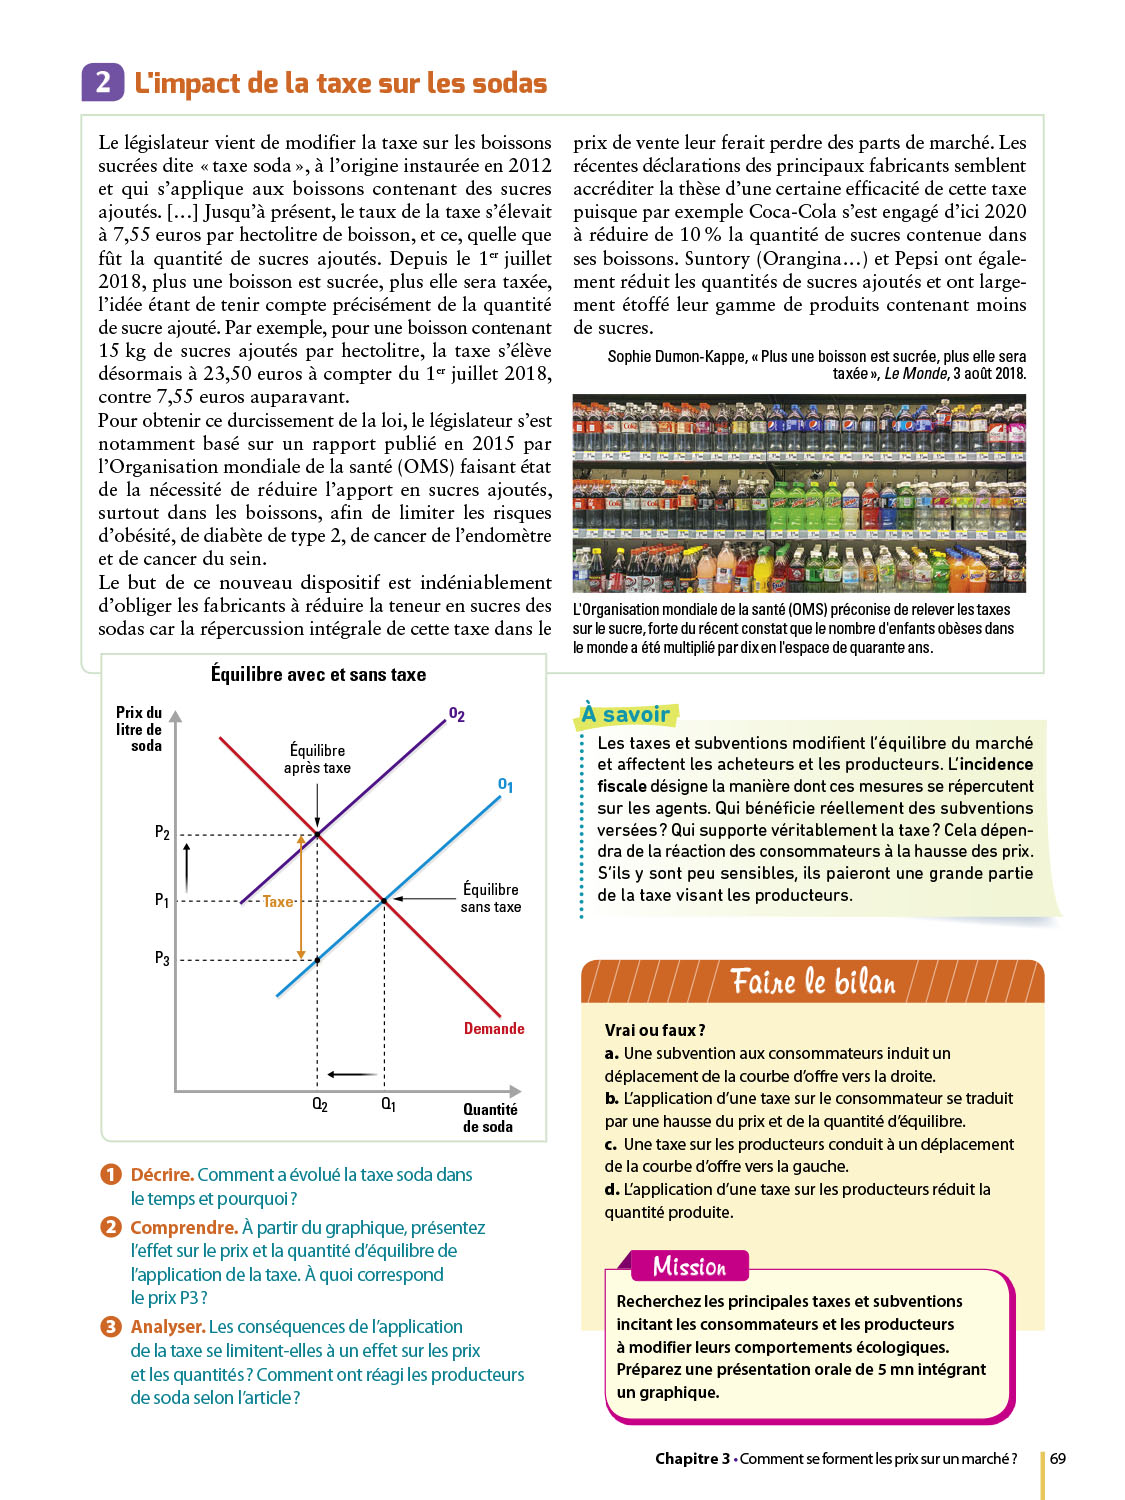 2 L'impact de la taxe sur les sodas
Le législateur vient de modifier la taxe sur les boissons
sucrées dite « taxe soda », à l’origine instaurée en 2012
et qui s’applique aux boissons contenant des sucres
ajoutés. […] Jusqu’à présent, le taux de la taxe s’élevait
à 7,55 euros par hectolitre de boisson, et ce, quelle que
fût la quantité de sucres ajoutés. Depuis le 1er juillet
2018, plus une boisson est sucrée, plus elle sera taxée,
l’idée étant de tenir compte précisément de la quantité
de sucre ajouté. Par exemple, pour une boisson contenant
15 kg de sucres ajoutés par hectolitre, la taxe s’élève
désormais à 23,50 euros à compter du 1er juillet 2018,
contre 7,55 euros auparavant.
Pour obtenir ce durcissement de la loi, le législateur s’est
notamment basé sur un rapport publié en 2015 par
l’Organisation mondiale de la santé (OMS) faisant état
de la nécessité de réduire l’apport en sucres ajoutés,
surtout dans les boissons, afin de limiter les risques
d’obésité, de diabète de type 2, de cancer de l’endomètre
et de cancer du sein.
Le but de ce nouveau dispositif est indéniablement
d’obliger les fabricants à réduire la teneur en sucres des
sodas car la répercussion intégrale de cette taxe dans le
prix de vente leur ferait perdre des parts de marché. Les
récentes déclarations des principaux fabricants semblent
accréditer la thèse d’une certaine efficacité de cette taxe
puisque par exemple Coca-Cola s’est engagé d’ici 2020
à réduire de 10 % la quantité de sucres contenue dans
ses boissons. Suntory (Orangina…) et Pepsi ont égale-
ment réduit les quantités de sucres ajoutés et ont large-
ment étoffé leur gamme de produits contenant moins
de sucres.
Sophie Dumon-Kappe, « Plus une boisson est sucrée, plus elle sera
taxée », Le Monde, 3 août 2018.
L'Organisation mondiale de la santé (OMS) préconise de relever les taxes
sur le sucre, forte du récent constat que le nombre d'enfants obèses dans
le monde a été multiplié par dix en l'espace de quarante ans.
Équilibre avec et sans taxe
Prix du
litre de
soda
O2
Équilibre
après taxe
O1
P2
P1
Taxe
Équilibre
sans taxe
P3
Demande
Q2
Q1
Quantité
de soda
À savoir
Les taxes et subventions modifient l’équilibre du marché
et affectent les acheteurs et les producteurs. L’incidence
fiscale désigne la manière dont ces mesures se répercutent
sur les agents. Qui bénéficie réellement des subventions
versées ? Qui supporte véritablement la taxe ? Cela dépen-
dra de la réaction des consommateurs à la hausse des prix.
S’ils y sont peu sensibles, ils paieront une grande partie
de la taxe visant les producteurs.
1 Décrire. Comment a évolué la taxe soda dans
le temps et pourquoi ?
2 Comprendre. À partir du graphique, présentez
l’effet sur le prix et la quantité d’équilibre de
l’application de la taxe. À quoi correspond
le prix P3 ?
3 Analyser. Les conséquences de l’application
de la taxe se limitent-elles à un effet sur les prix
et les quantités ? Comment ont réagi les producteurs
de soda selon l’article ?
Faire le bilan
Vrai ou faux ?
a. Une subvention aux consommateurs induit un
déplacement de la courbe d’offre vers la droite.
b. L’application d’une taxe sur le consommateur se traduit
par une hausse du prix et de la quantité d’équilibre.
c. Une taxe sur les producteurs conduit à un déplacement
de la courbe d’offre vers la gauche.
d. L’application d’une taxe sur les producteurs réduit la
quantité produite.
Mission
Recherchez les principales taxes et subventions
incitant les consommateurs et les producteurs
à modifier leurs comportements écologiques.
Préparez une présentation orale de 5 mn intégrant
un graphique.
Chapitre 3 • Comment se forment les prix sur un marché ? 69